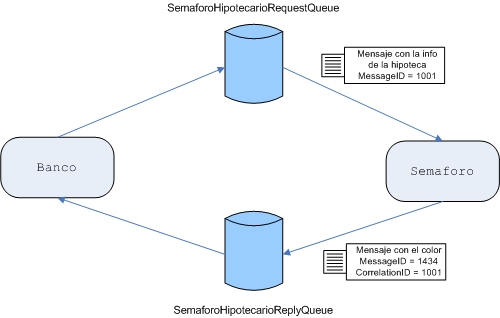 SemaforoHipotecarioRequestQueue
Mensaje con la info
de la hipoteca
MessageID = 1001
Banco
Semaforo
Mensaje con el color
MessageID = 1434
CorrelationID = 1001
SemaforoHipotecarioReplyQueue